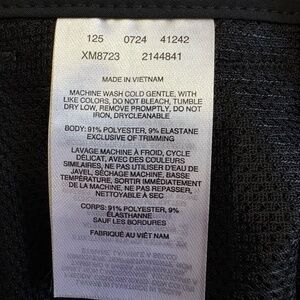 125 0724 41242
XM8723 2144841
MADE IN VIETNAM
MACHINE WASH COLD GENTLE, WITH
LIKE COLORS, DO NOT BLEACH, TUMBLE
DRY LOW, REMOVE PROMPTLY, DO NOT
IRON, DRYCLEANABLE
BODY: 91% POLYESTER, 9% ELASTANE
EXCLUSIVE OF TRIMMING
LAVAGE MACHINE À FROID, CYCLE
DÉLICAT, AVEC DES COULEURS
SIMILAIRES, NE PAS UTILISER D'EAU DE
JAVEL, SÉCHAGE MACHINE, BASSE
TEMPÉRATURE, SORTIR IMMÉDIATEMENT
DE LA MACHINE, NE PAS REPASSER,
NETTOYABLE À SEC
CORPS: 91% POLYESTER, 9%
ÉLASTHANNE
SAUF LES BORDURES
FABRIQUÉ AU VIÊT NAM